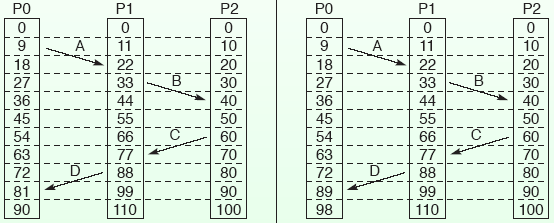 P0 P1 P2 P0 P1 P2
0 0 0 0 0 0
9 A 11 10 9 A 11 10
18 22 20 18 22 20
27 33 B 30 27 33 B 30
36 44 40 36 44 40
45 55 50 45 55 50
54 66 C 60 54 66 C 60
63 77 70 63 77 70
72 D 88 80 72 D 88 80
81 99 90 89 99 90
90 110 100 98 110 100